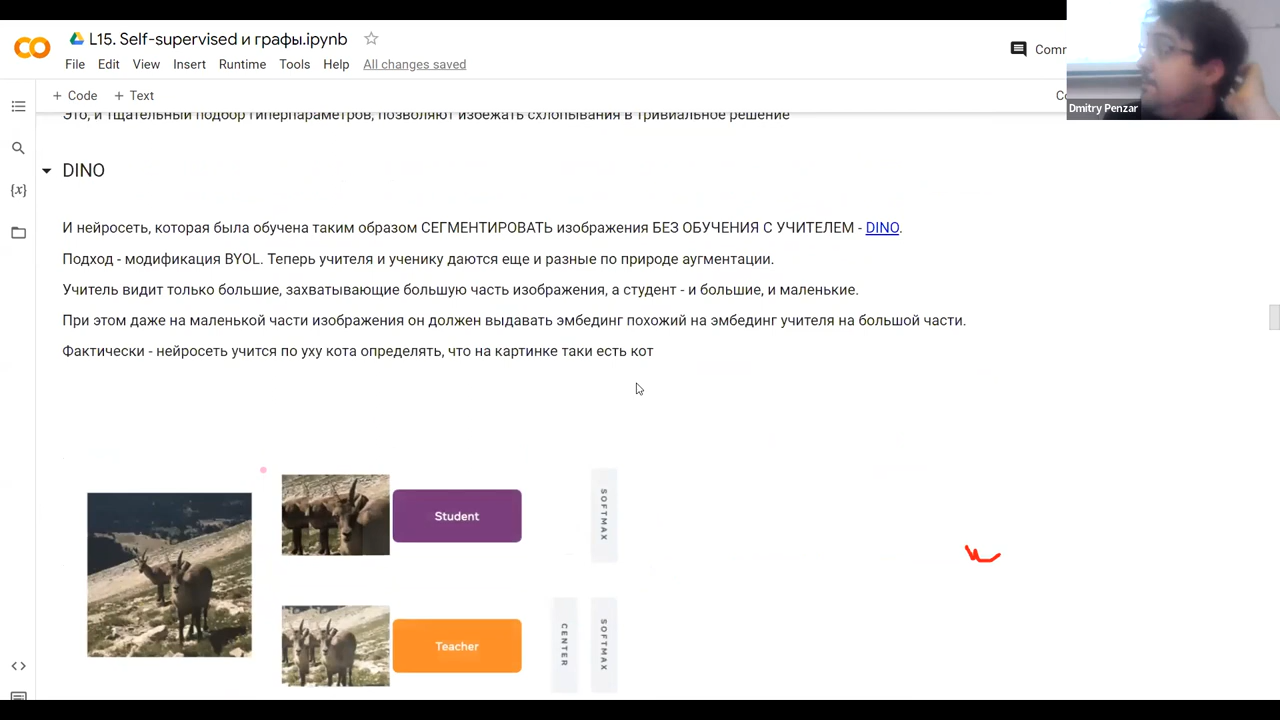 L15. Self-supervised и графы.ipynb
File Edit View Insert Runtime Tools Help All changes saved
Dmitry Penzar
+ Code + Text
Это, и тщательный подбор гиперпараметров, позволяют избежать схлопывания в тривиальное решение
DINO
И нейросеть, которая была обучена таким образом СЕГМЕНТИРОВАТЬ изображения БЕЗ ОБУЧЕНИЯ С УЧИТЕЛЕМ - DINO.
Подход - модификация BYOL. Теперь учителя и ученику даются еще и разные по природе аугментации.
Учитель видит только большие, захватывающие большую часть изображения, а студент - и большие, и маленькие.
При этом даже на маленькой части изображения он должен выдавать эмбединг похожий на эмбединг учителя на большой части.
Фактически - нейросеть учится по уху кота определять, что на картинке таки есть кот
Student
SOFTMAX
Teacher
CENTER
SOFTMAX